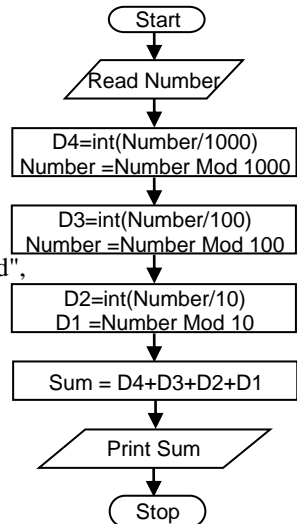 Start
Read Number
D4=int(Number/1000)
Number =Number Mod 1000
D3=int(Number/100)
Number =Number Mod 100
d",
D2=int(Number/10)
D1 =Number Mod 10
Sum = D4+D3+D2+D1
Print Sum
Stop